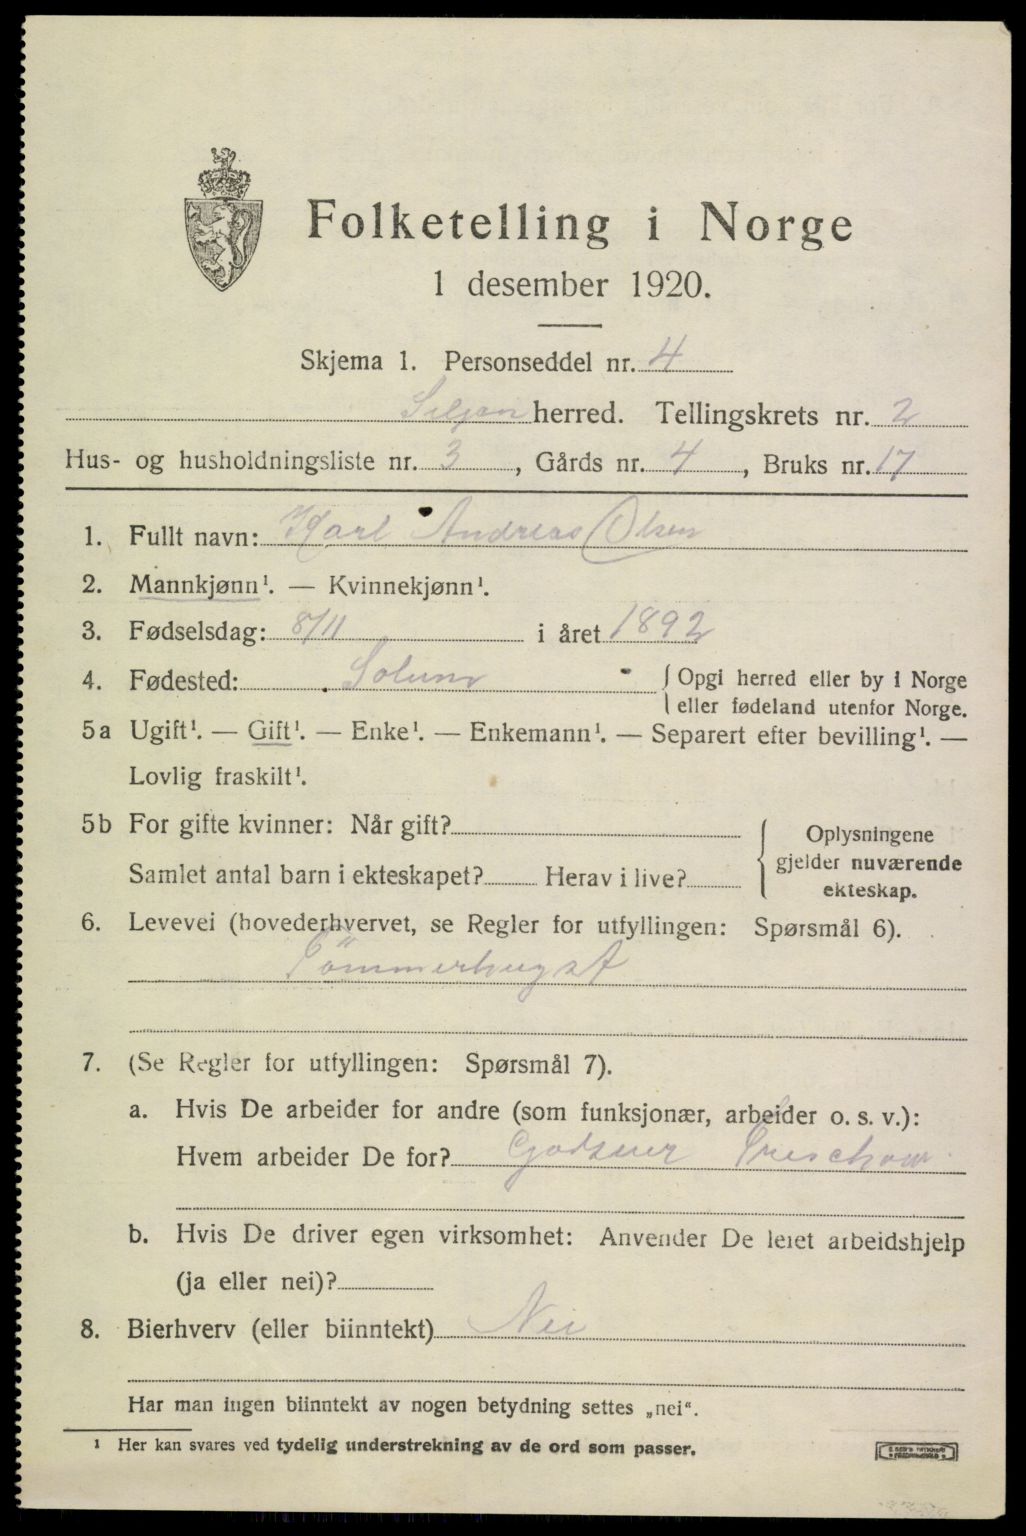 Folketelling i Norge
1 desember 1920.
Skjema 1. Personseddel nr. 4
Siljan herred. Tellingskrets nr. 2
Hus- og husholdningsliste nr. 3, Gårds nr. 4, Bruks nr. 17
1. Fullt navn: Karl Andreas Olsen
2. Mannkjønn¹. — Kvinnekjønn¹.
3. Fødselsdag: 8/11 i året 1892
4. Fødested: Solum { Opgi herred eller by i Norge
eller fødeland utenfor Norge.
5a Ugift¹. — Gift¹. — Enke¹. — Enkemann¹. — Separert efter bevilling¹. —
Lovlig fraskilt¹.
5b For gifte kvinner: Når gift?
Samlet antal barn i ekteskapet? Herav i live?
Oplysningene
gjelder nuværende
ekteskap.
6. Levevei (hovederhvervet, se Regler for utfyllingen: Spørsmål 6).
Tömmerhugst
7. (Se Regler for utfyllingen: Spørsmål 7).
a. Hvis De arbeider for andre (som funksjonær, arbeider o. s. v.):
Hvem arbeider De for? Godseier Treschow
b. Hvis De driver egen virksomhet: Anvender De leiet arbeidshjelp
(ja eller nei)?
8. Bierhverv (eller biinntekt) Nei
Har man ingen biinntekt av nogen betydning settes „nei“.
¹ Her kan svares ved tydelig understrekning av de ord som passer.